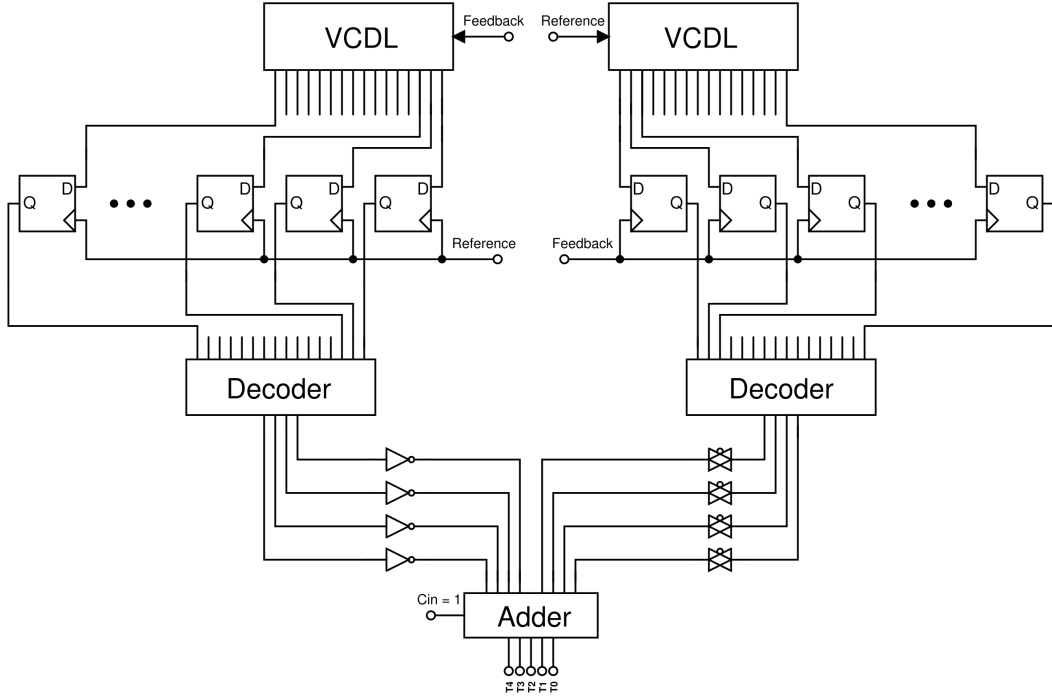 VCDL
Feedback
Reference
VCDL
Q
D
Q
D
Q
D
Q
D
D
Q
D
Q
D
Q
D
Q
Reference
Feedback
Decoder
Decoder
Cin = 1
Adder
T4
T3
T2
T1
T0